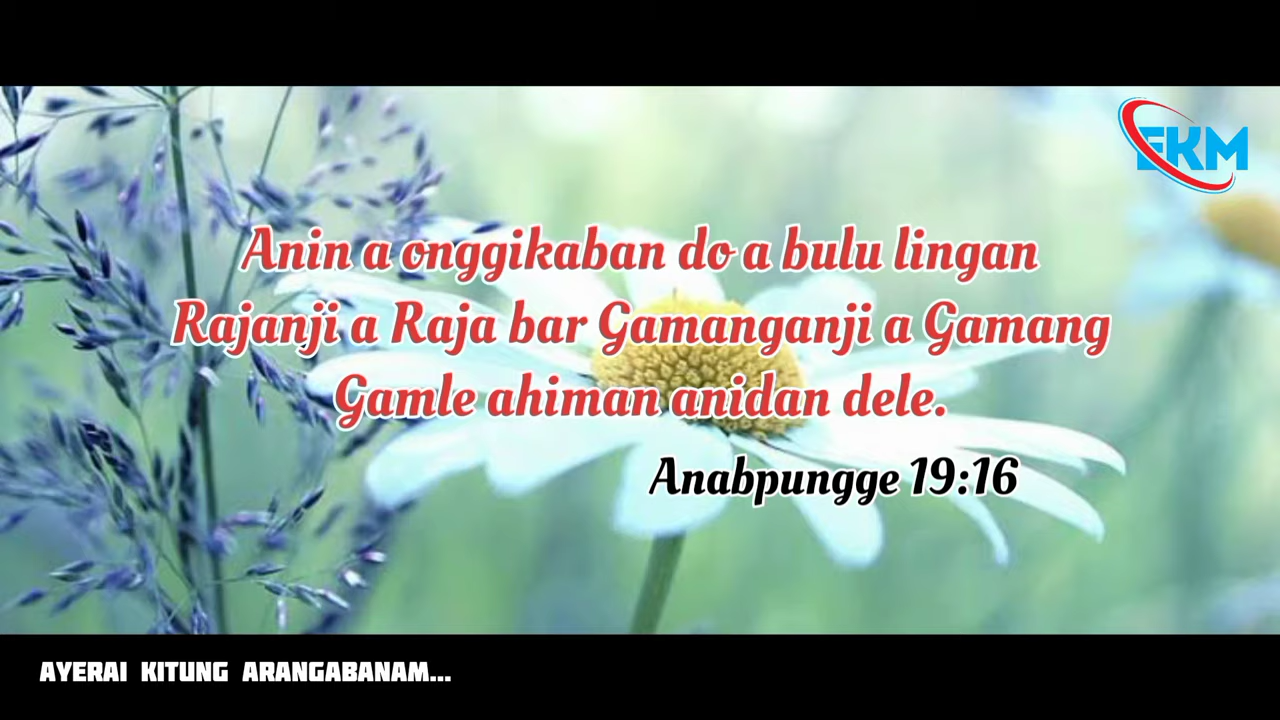 EKM
Anin a onggikaban do a bulu lingan
Rajanji a Raja bar Gamanganji a Gamang
Gamle ahiman anidan dele.
Anabpungge 19:16
AYERAI KITUNG ARANGABANAM...